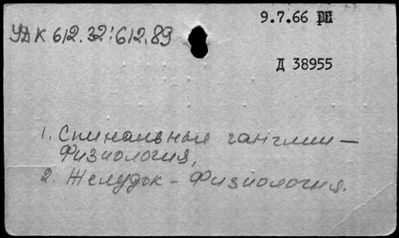 9.7.66 РП
УДК 612.32:612.89
Д 38955
1. Спинальные ганглии —
Физиология,
2. Желудок - Физиология.